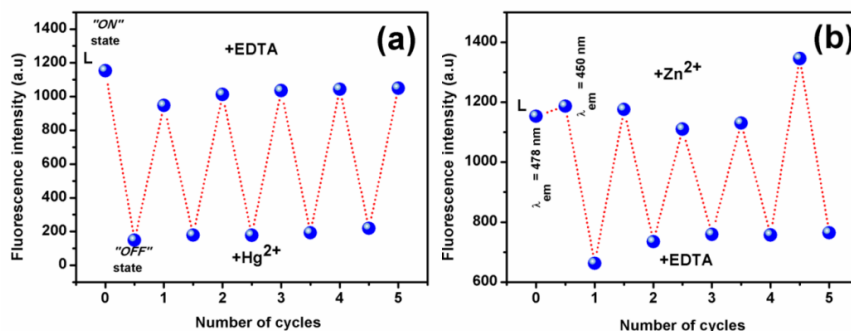 "ON"
state
L
+EDTA
(a)
1400
1200
1000
800
600
400
200
0
Fluorescence intensity (a.u)
"OFF"
state
+Hg2+
0 1 2 3 4 5
Number of cycles
(b)
1400
1200
1000
800
600
Fluorescence intensity (a.u)
L
λem = 478 nm
λem = 450 nm
+Zn2+
+EDTA
0 1 2 3 4 5
Number of cycles